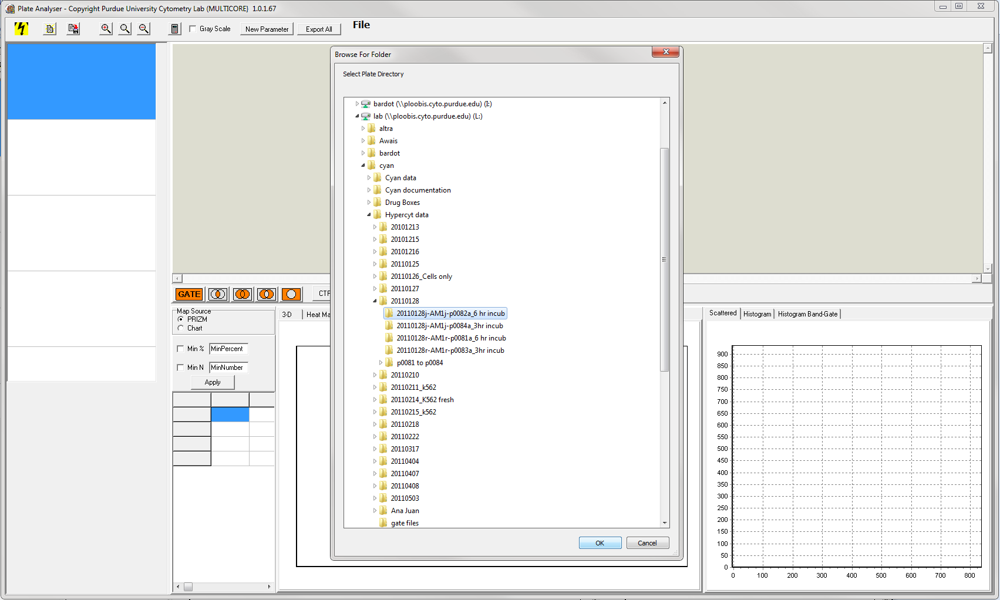 Plate Analyser - Copyright Purdue University Cytometry Lab (MULTICORE) 1.0.1.67
Gray Scale
New Parameter
Export All
File
Browse For Folder
Select Plate Directory
bardot (\\ploobis.cyto.purdue.edu) (I:)
lab (\\ploobis.cyto.purdue.edu) (L:)
altra
Awais
bardot
cyan
Cyan data
Cyan documentation
Drug Boxes
Hypercyt data
20101213
20101215
20101216
20110125
20110126_Cells only
20110127
20110128
20110128j-AM1j-p0082a_6 hr incub
20110128j-AM1j-p0084a_3hr incub
20110128r-AM1r-p0081a_6 hr incub
20110128r-AM1r-p0083a_3hr incub
p0081 to p0084
20110210
20110211_k562
20110214_K562 fresh
20110215_k562
20110218
20110222
20110317
20110404
20110407
20110408
20110503
Ana Juan
gate files
OK
Cancel
GATE
CTF
Map Source
PRIZM
Chart
Min %
MinPercent
Min N
MinNumber
Apply
3-D
Heat Ma
Scattered
Histogram
Histogram Band-Gate
900
850
800
750
700
650
600
550
500
450
400
350
300
250
200
150
100
50
0
0 100 200 300 400 500 600 700 800